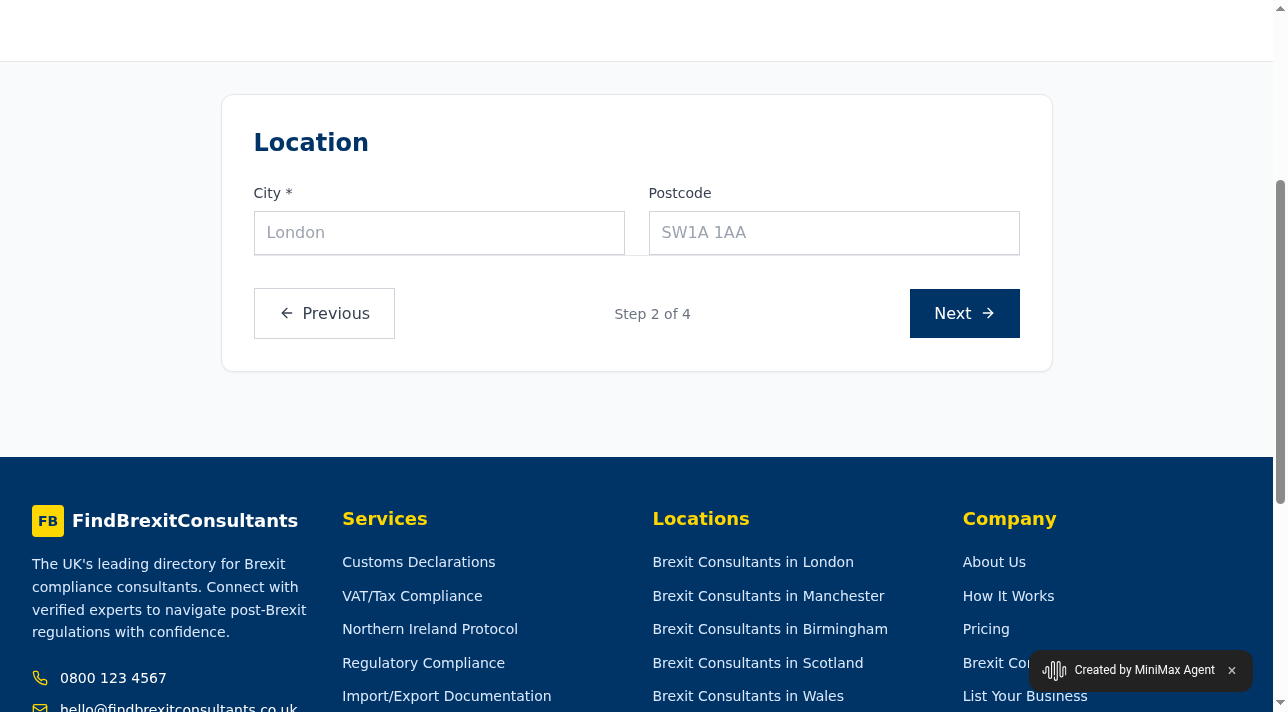 Location
City *
Postcode
London
SW1A 1AA
Previous
Step 2 of 4
Next
FB FindBrexitConsultants
The UK's leading directory for Brexit
compliance consultants. Connect with
verified experts to navigate post-Brexit
regulations with confidence.
0800 123 4567
hello@findbrexitconsultants.co.uk
Services
Customs Declarations
VAT/Tax Compliance
Northern Ireland Protocol
Regulatory Compliance
Import/Export Documentation
Locations
Brexit Consultants in London
Brexit Consultants in Manchester
Brexit Consultants in Birmingham
Brexit Consultants in Scotland
Brexit Consultants in Wales
Company
About Us
How It Works
Pricing
Brexit
List Your Business
Created by MiniMax Agent ×